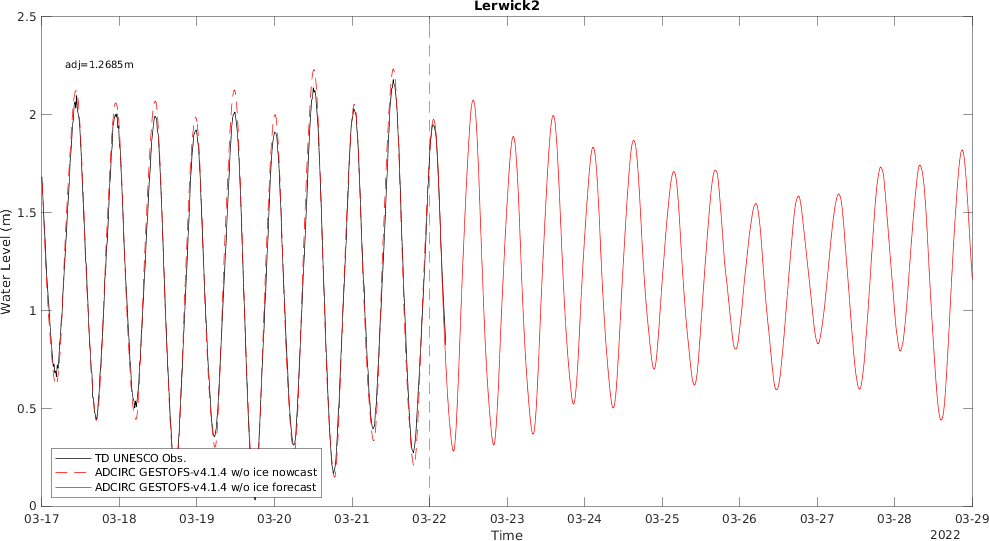 Lerwick2
2.5
adj=1.2685m
2
1.5
Water Level (m)
1
0.5
0
TD UNESCO Obs.
ADCIRC GESTOFS-v4.1.4 w/o ice nowcast
ADCIRC GESTOFS-v4.1.4 w/o ice forecast
03-17 03-18 03-19 03-20 03-21 03-22 03-23 03-24 03-25 03-26 03-27 03-28 03-29
Time
2022